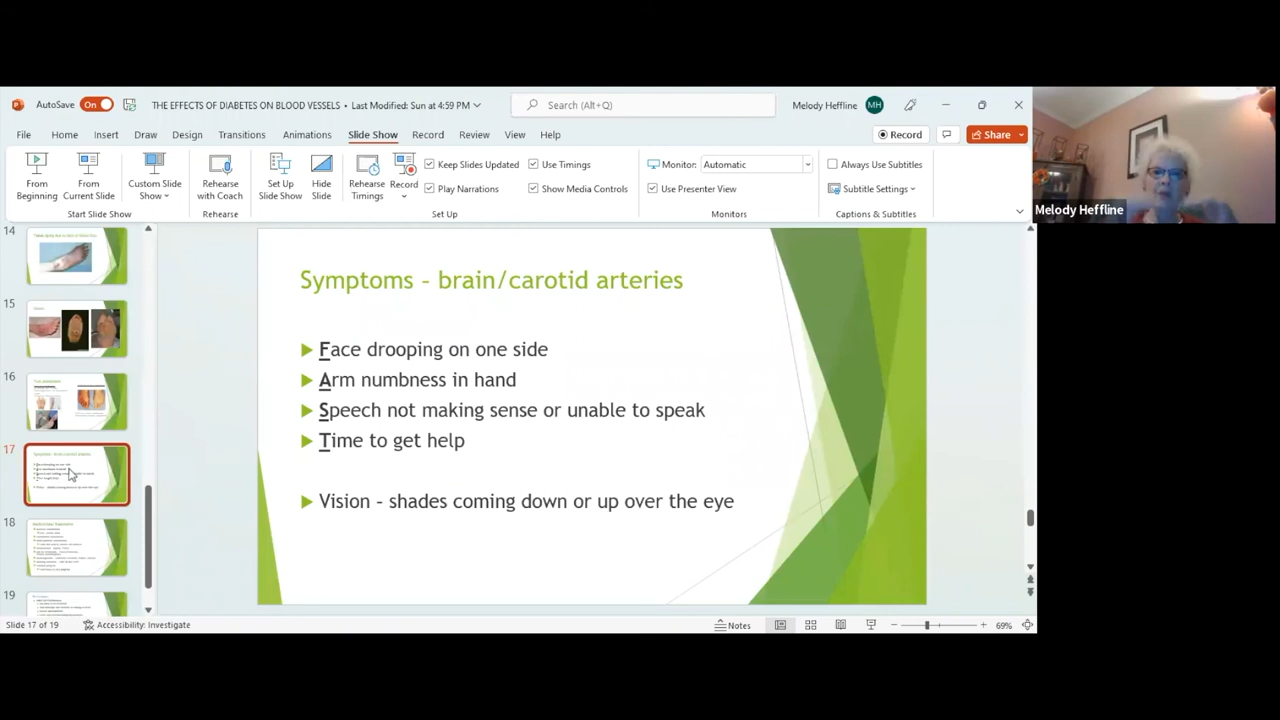 AutoSave On THE EFFECTS OF DIABETES ON BLOOD VESSELS • Last Modified: Sun at 4:59 PM Search (Alt+Q) Melody Heffline MH
File Home Insert Draw Design Transitions Animations Slide Show Record Review View Help Record Share
From Beginning
From Current Slide
Custom Slide Show
Start Slide Show
Rehearse with Coach
Rehearse
Set Up Slide Show
Hide Slide
Rehearse Timings
Record
Keep Slides Updated
Play Narrations
Use Timings
Show Media Controls
Set Up
Monitor: Automatic
Use Presenter View
Monitors
Always Use Subtitles
Subtitle Settings
Captions & Subtitles
Melody Heffline
14
15
16
17
18
19
Symptoms – brain/carotid arteries
Face drooping on one side
Arm numbness in hand
Speech not making sense or unable to speak
Time to get help
Vision – shades coming down or up over the eye
Slide 17 of 19 Accessibility: Investigate Notes 69%